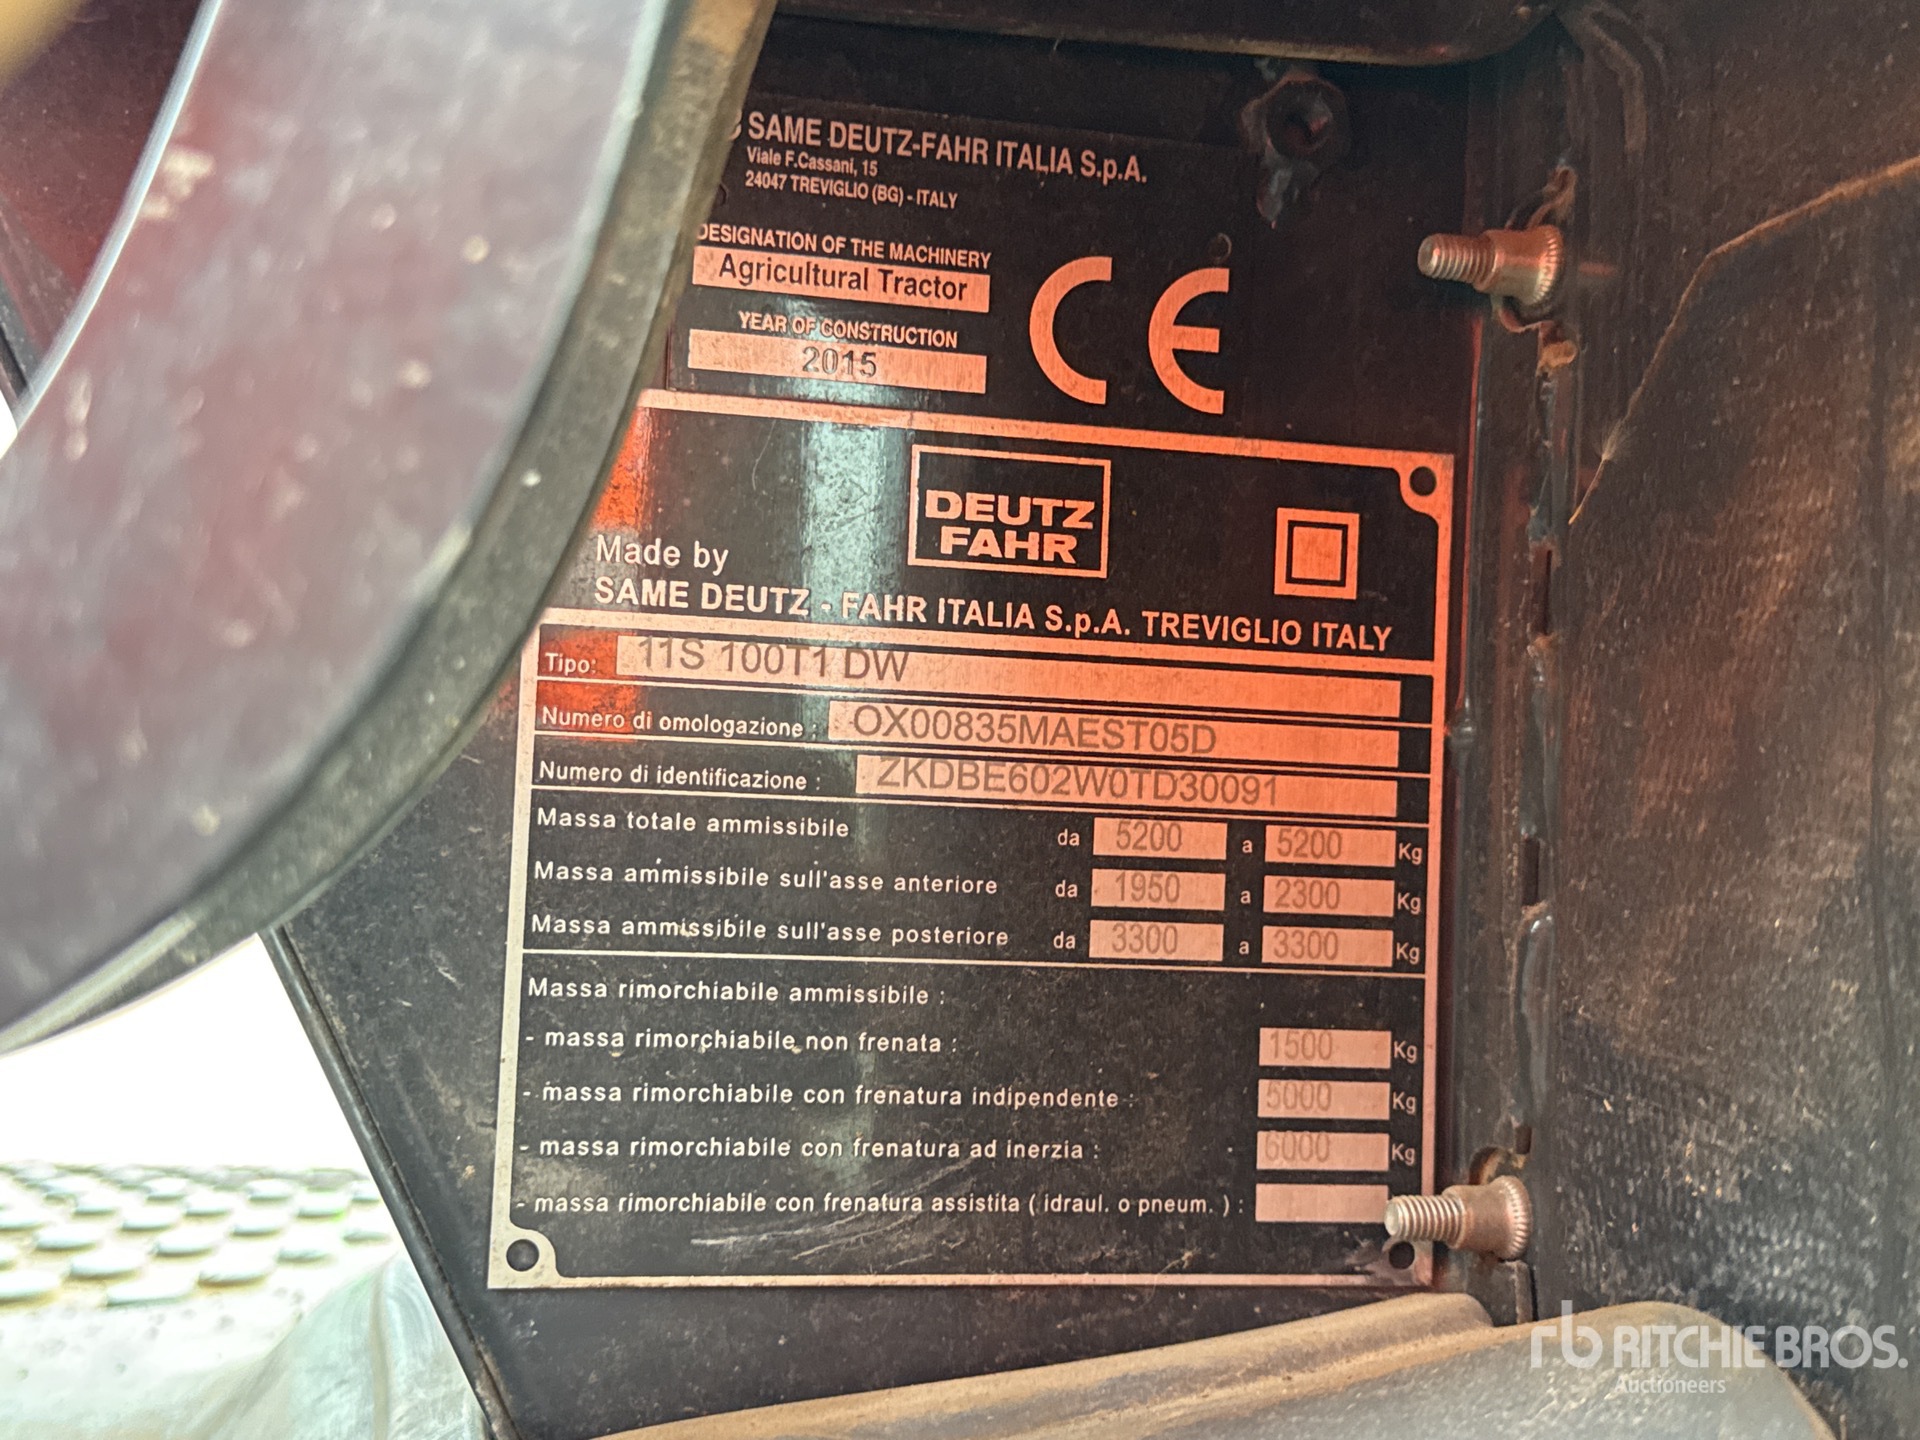 SAME DEUTZ-FAHR ITALIA S.p.A.
Viale F.Cassani, 15
24047 TREVIGLIO (BG) - ITALY
DESIGNATION OF THE MACHINERY
Agricultural Tractor
YEAR OF CONSTRUCTION
2015
CE
DEUTZ
FAHR
Made by
SAME DEUTZ - FAHR ITALIA S.p.A. TREVIGLIO ITALY
Tipo: 11S 100T1 DW
Numero di omologazione : OX00835MAEST05D
Numero di identificazione : ZKDBE602W0TD30091
Massa totale ammissibile da 5200 a 5200 Kg
Massa ammissibile sull'asse anteriore da 1950 a 2300 Kg
Massa ammissibile sull'asse posteriore da 3300 a 3300 Kg
Massa rimorchiabile ammissibile :
- massa rimorchiabile non frenata : 1500 Kg
- massa rimorchiabile con frenatura indipendente : 5000 Kg
- massa rimorchiabile con frenatura ad inerzia : 6000 Kg
- massa rimorchiabile con frenatura assistita ( idraul. o pneum. ) :
rb RITCHIE BROS.
Auctioneers